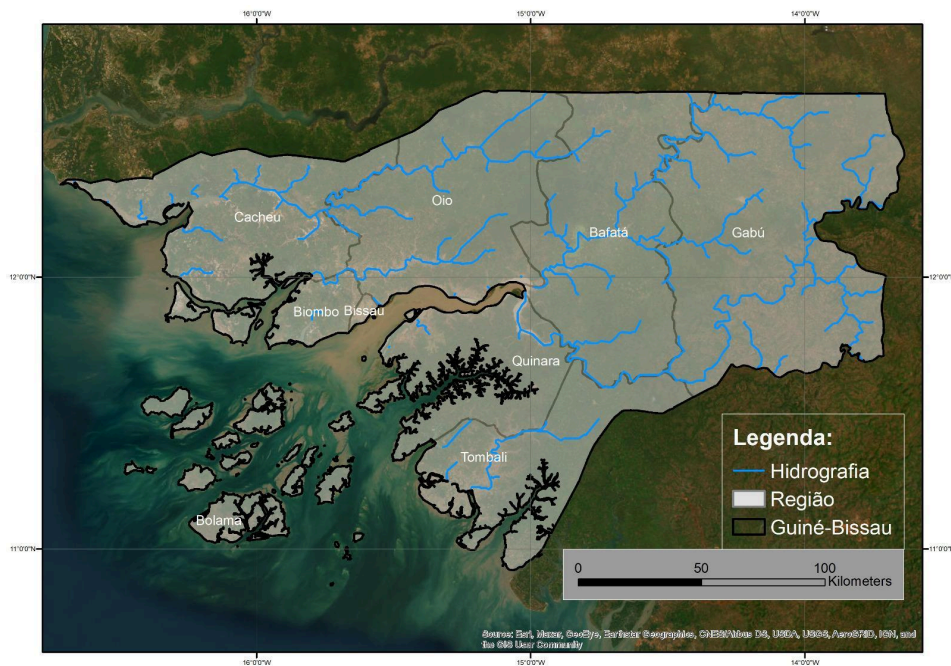 16°0'0"W
15°0'0"W
14°0'0"W
Oio
Cacheu
Bafatá
Gabú
12°0'0"N
12°0'0"N
Biombo
Bissau
Quinara
Tombali
Bolama
Legenda:
Hidrografia
Região
Guiné-Bissau
11°0'0"N
11°0'0"N
0
50
100
Kilometers
Source: Esri, Maxar, GeoEye, Earthstar Geographics, CNES/Airbus DS, USDA, USGS, AeroGRID, IGN, and
the GIS User Community
16°0'0"W
15°0'0"W
14°0'0"W